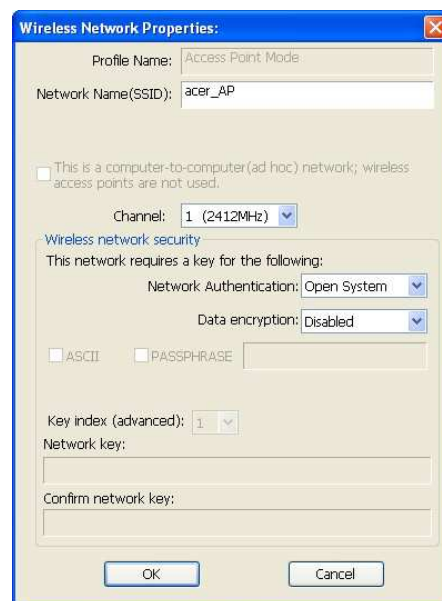 Wireless Network Properties:
Profile Name: Access Point Mode
Network Name(SSID): acer_AP
This is a computer-to-computer(ad hoc) network; wireless
access points are not used.
Channel: 1 (2412MHz)
Wireless network security
This network requires a key for the following:
Network Authentication: Open System
Data encryption: Disabled
ASCII PASSPHRASE
Key index (advanced): 1
Network key:
Confirm network key:
OK Cancel